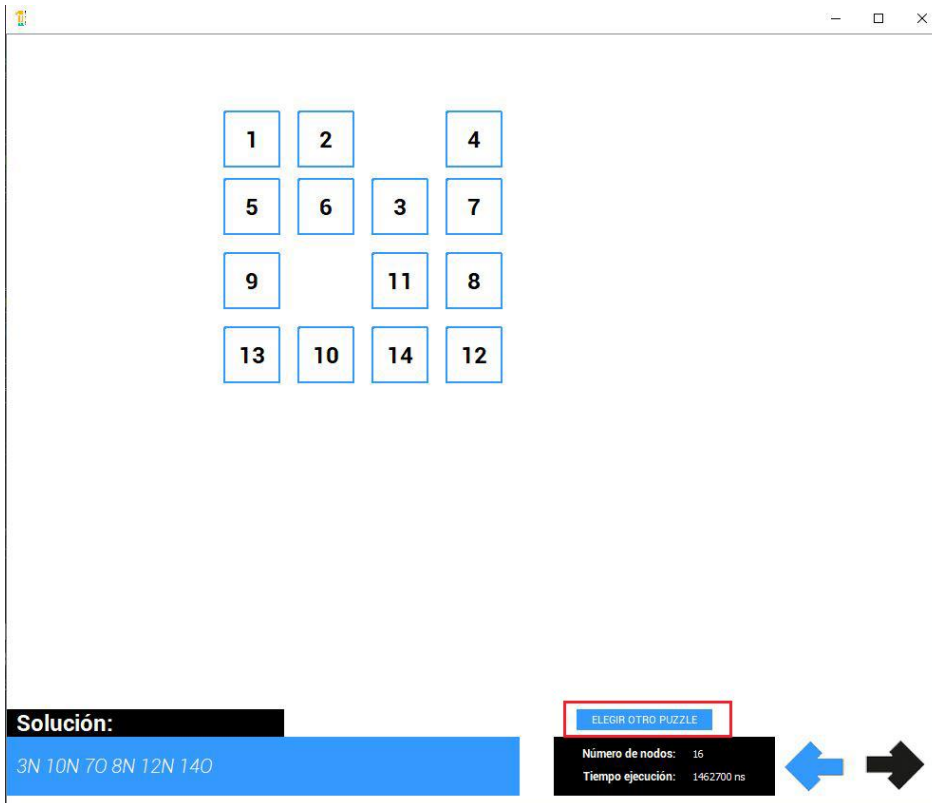 1 2 4
5 6 3 7
9 11 8
13 10 14 12
Solución:
3N 10N 7O 8N 12N 14O
ELEGIR OTRO PUZZLE
Número de nodos: 16
Tiempo ejecución: 1462700 ns